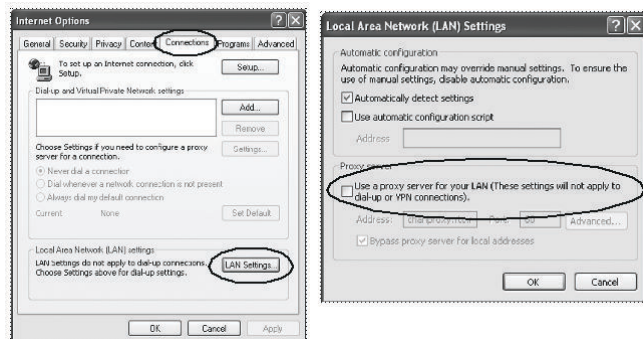 Internet Options
General Security Privacy Content Connections Programs Advanced
To set up an Internet connection, click
Setup.
Setup...
Dial-up and Virtual Private Network settings
Add...
Remove
Choose Settings if you need to configure a proxy
server for a connection.
Settings...
Never dial a connection
Dial whenever a network connection is not present
Always dial my default connection
Current None
Set Default
Local Area Network (LAN) settings
LAN Settings do not apply to dial-up connections.
Choose Settings above for dial-up settings.
LAN Settings...
OK Cancel Apply
Local Area Network (LAN) Settings
Automatic configuration
Automatic configuration may override manual settings. To ensure the
use of manual settings, disable automatic configuration.
Automatically detect settings
Use automatic configuration script
Address
Proxy server
Use a proxy server for your LAN (These settings will not apply to
dial-up or VPN connections).
Address: Port: 80 Advanced...
Bypass proxy server for local addresses
OK Cancel